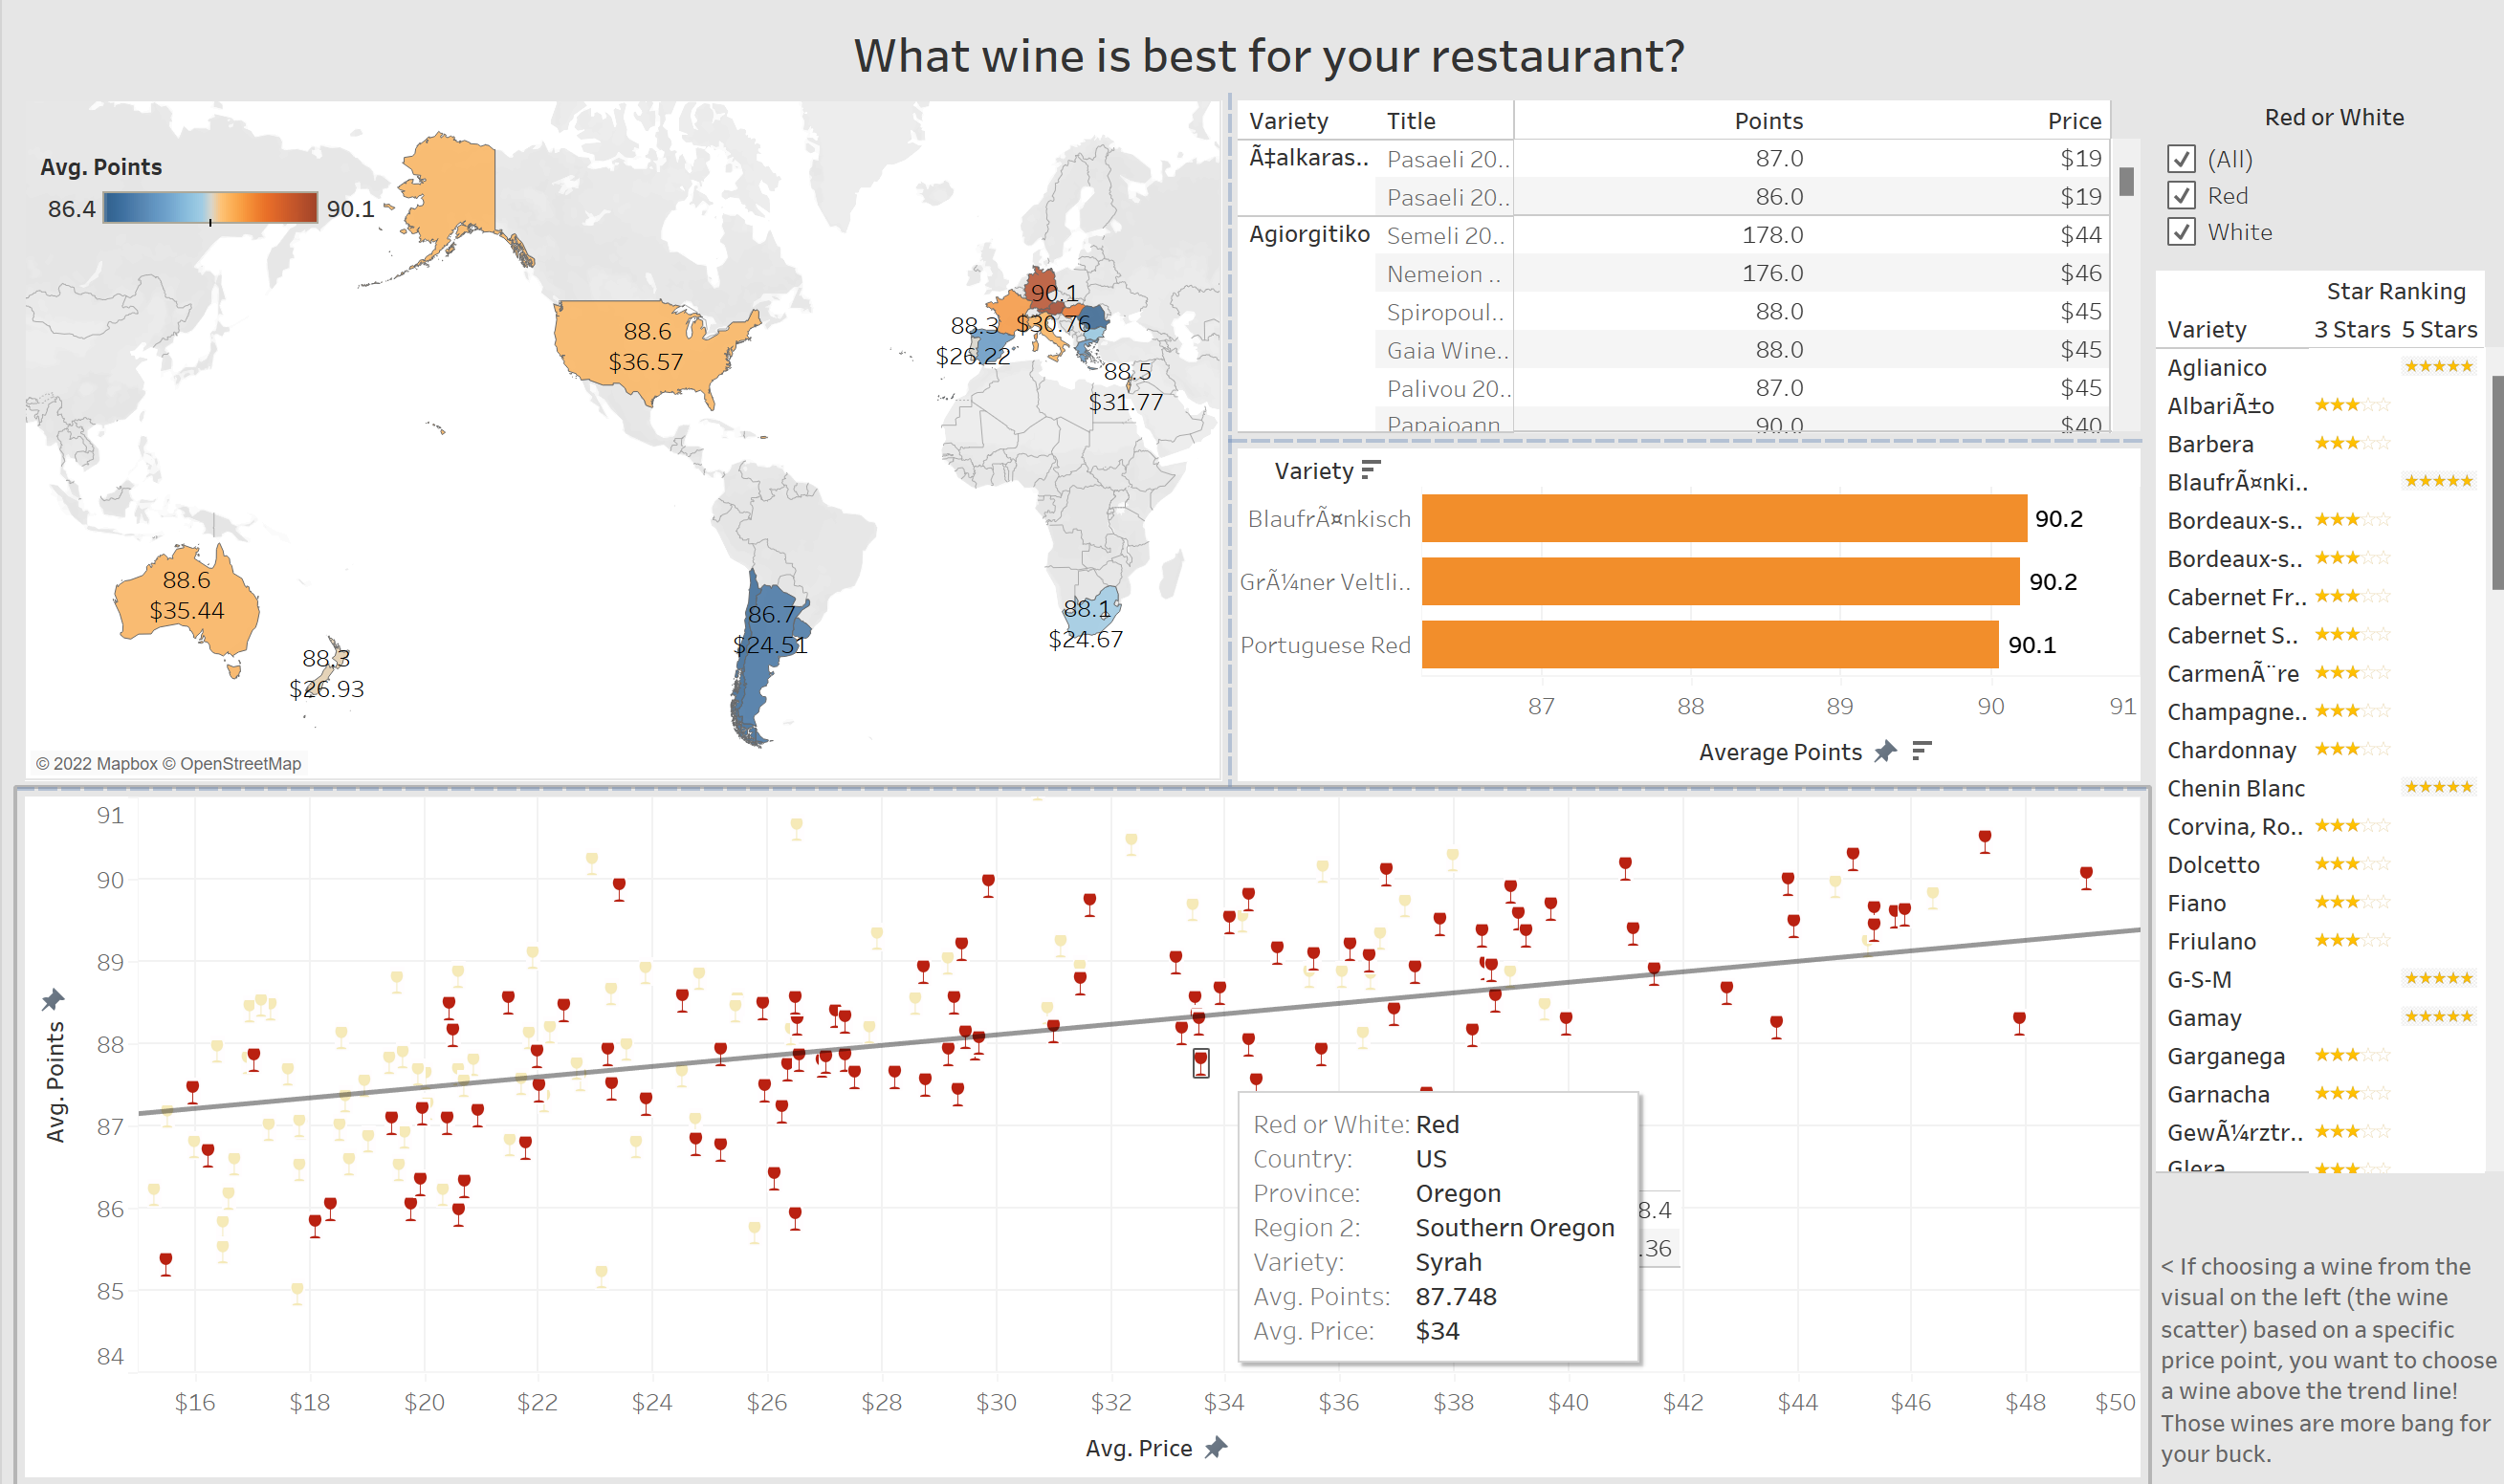 What wine is best for your restaurant?
Avg. Points
86.4 90.1
88.6
$36.57
90.1
$30.76
88.3
$26.22
88.5
$31.77
88.6
$35.44
88.3
$26.93
86.7
$24.51
88.1
$24.67
© 2022 Mapbox © OpenStreetMap
Variety Title Points Price
Ã‡alkaras.. Pasaeli 20.. 87.0 $19
Pasaeli 20.. 86.0 $19
Agiorgitiko Semeli 20.. 178.0 $44
Nemeion .. 176.0 $46
Spiropoul.. 88.0 $45
Gaia Wine.. 88.0 $45
Palivou 20.. 87.0 $45
Papaioann 90.0 $40
Variety
BlaufrÃ¤nkisch 90.2
GrÃ¼ner Veltli.. 90.2
Portuguese Red 90.1
87 88 89 90 91
Average Points
Red or White
(All)
Red
White
Star Ranking
Variety 3 Stars 5 Stars
Aglianico ★★★★★
AlbariÃ±o ★★★☆☆
Barbera ★★★☆☆
BlaufrÃ¤nki.. ★★★★★
Bordeaux-s.. ★★★☆☆
Bordeaux-s.. ★★★☆☆
Cabernet Fr.. ★★★☆☆
Cabernet S.. ★★★☆☆
CarmenÃ¨re ★★★☆☆
Champagne.. ★★★☆☆
Chardonnay ★★★☆☆
Chenin Blanc ★★★★★
Corvina, Ro.. ★★★☆☆
Dolcetto ★★★☆☆
Fiano ★★★☆☆
Friulano ★★★☆☆
G-S-M ★★★★★
Gamay ★★★★★
Garganega ★★★☆☆
Garnacha ★★★☆☆
GewÃ¼rztr.. ★★★☆☆
Glera ★★★☆☆
Avg. Points
91
90
89
88
87
86
85
84
Red or White: Red
Country: US
Province: Oregon
Region 2: Southern Oregon
Variety: Syrah
Avg. Points: 87.748
Avg. Price: $34
8.4
.36
$16 $18 $20 $22 $24 $26 $28 $30 $32 $34 $36 $38 $40 $42 $44 $46 $48 $50
Avg. Price
< If choosing a wine from the
visual on the left (the wine
scatter) based on a specific
price point, you want to choose
a wine above the trend line!
Those wines are more bang for
your buck.